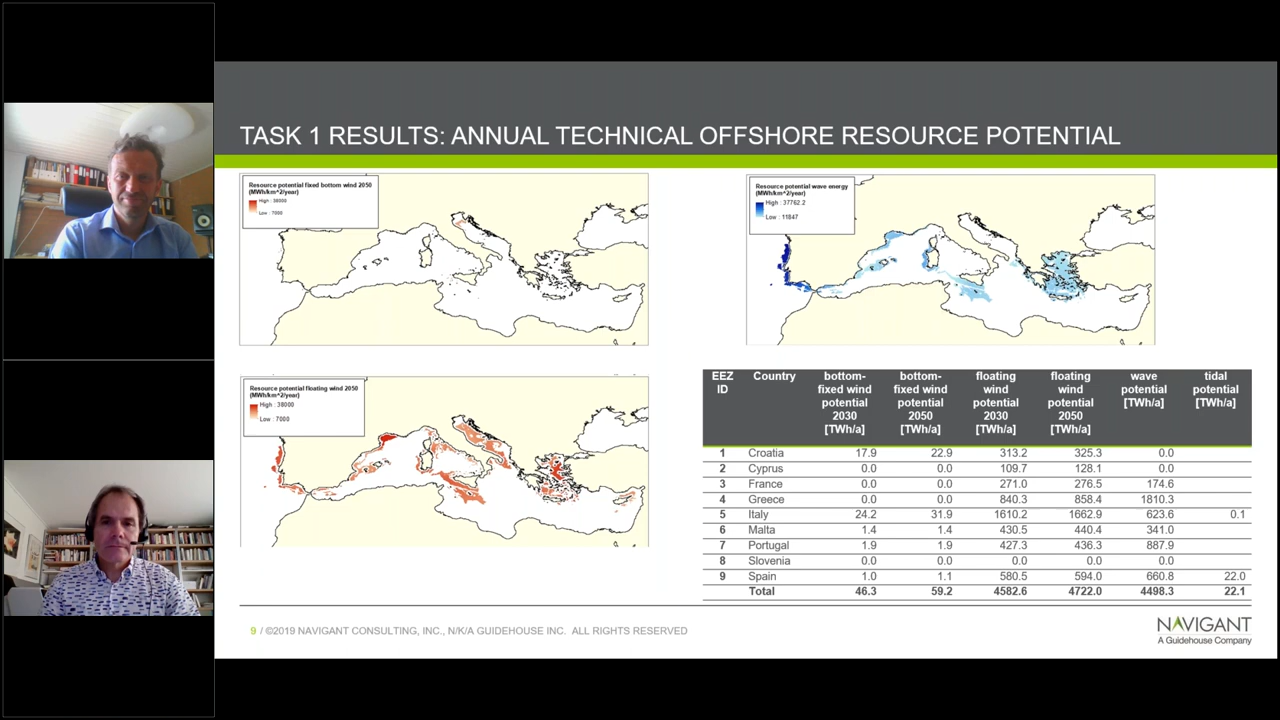 TASK 1 RESULTS: ANNUAL TECHNICAL OFFSHORE RESOURCE POTENTIAL
Resource potential fixed bottom wind 2050
(MWh/km^2/year)
High : 38000
Low : 7000
Resource potential wave energy
(MWh/km^2/year)
High : 37762.2
Low : 11847
Resource potential floating wind 2050
(MWh/km^2/year)
High : 38000
Low : 7000
EEZ ID Country bottom-fixed wind potential 2030 [TWh/a] bottom-fixed wind potential 2050 [TWh/a] floating wind potential 2030 [TWh/a] floating wind potential 2050 [TWh/a] wave potential [TWh/a] tidal potential [TWh/a]
1 Croatia 17.9 22.9 313.2 325.3 0.0
2 Cyprus 0.0 0.0 109.7 128.1 0.0
3 France 0.0 0.0 271.0 276.5 174.6
4 Greece 0.0 0.0 840.3 858.4 1810.3
5 Italy 24.2 31.9 1610.2 1662.9 623.6 0.1
6 Malta 1.4 1.4 430.5 440.4 341.0
7 Portugal 1.9 1.9 427.3 436.3 887.9
8 Slovenia 0.0 0.0 0.0 0.0 0.0
9 Spain 1.0 1.1 580.5 594.0 660.8 22.0
Total 46.3 59.2 4582.6 4722.0 4498.3 22.1
9 / ©2019 NAVIGANT CONSULTING, INC., N/K/A GUIDEHOUSE INC. ALL RIGHTS RESERVED
NAVIGANT
A Guidehouse Company